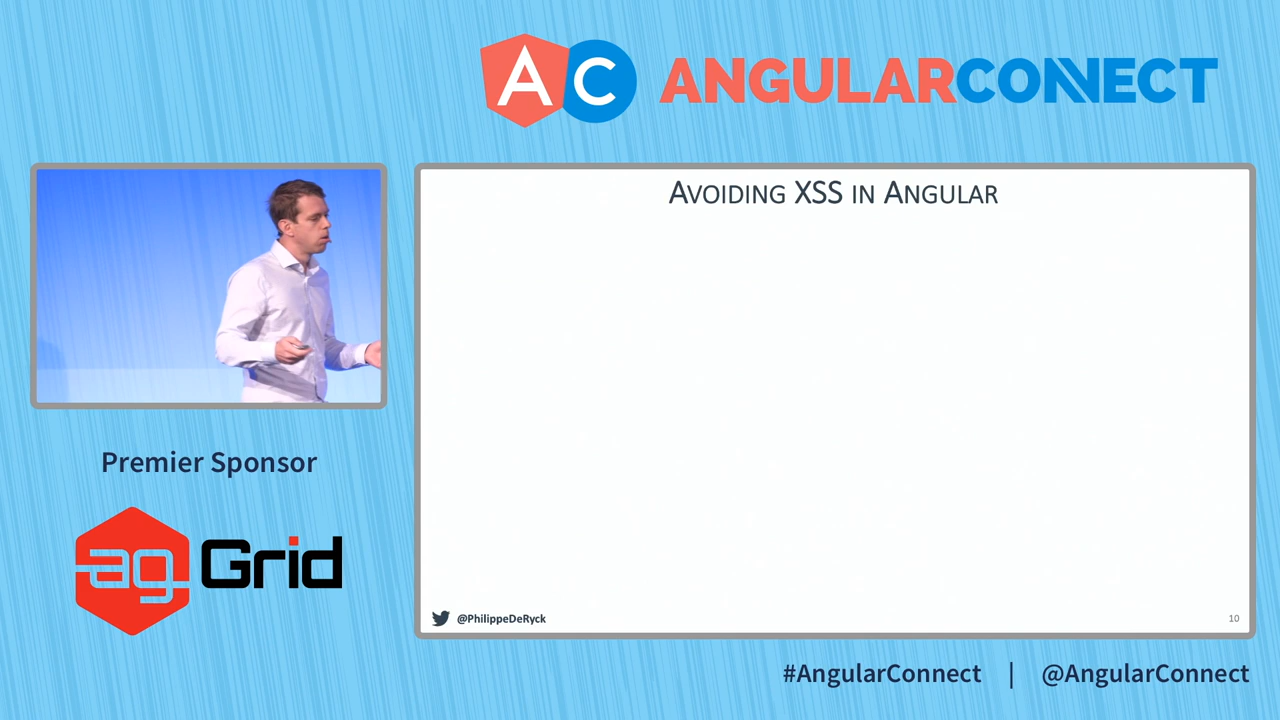 AC ANGULARCONNECT
AVOIDING XSS IN ANGULAR
Premier Sponsor
ag Grid
@PhilippeDeRyck
10
#AngularConnect | @AngularConnect